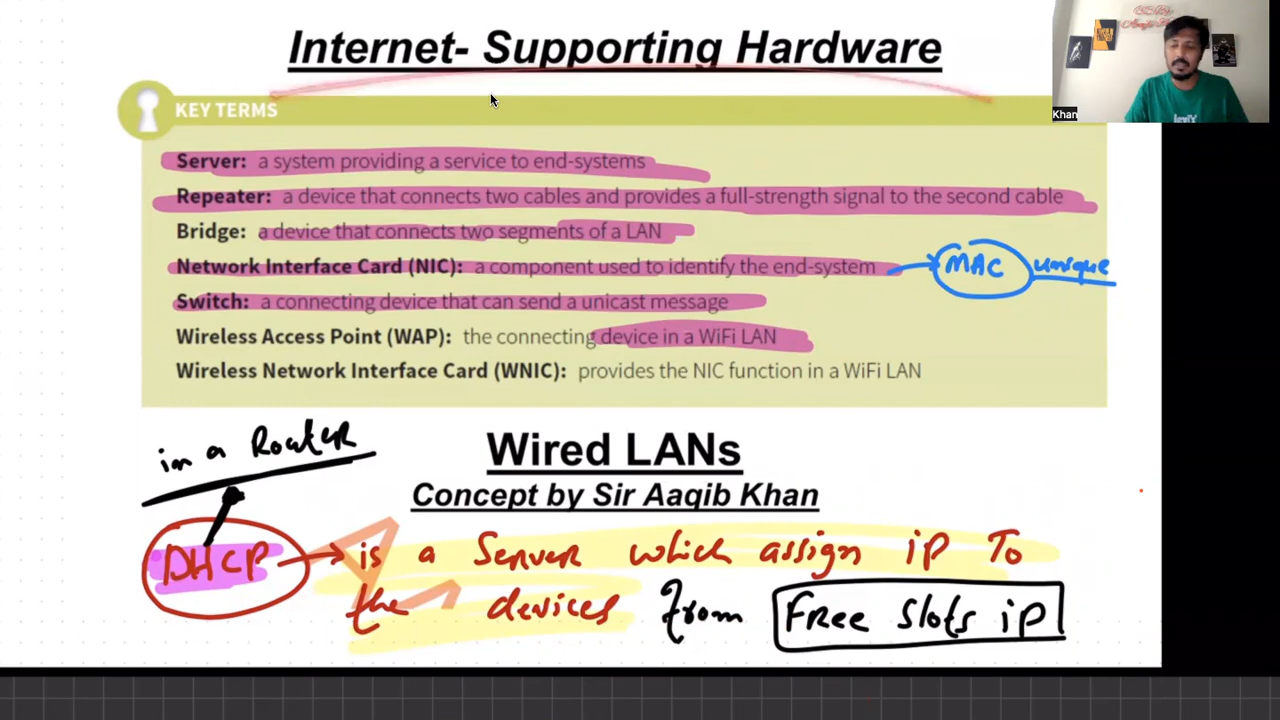 Internet- Supporting Hardware
KEY TERMS
Server: a system providing a service to end-systems
Repeater: a device that connects two cables and provides a full-strength signal to the second cable
Bridge: a device that connects two segments of a LAN
Network Interface Card (NIC): a component used to identify the end-system MAC unique
Switch: a connecting device that can send a unicast message
Wireless Access Point (WAP): the connecting device in a WiFi LAN
Wireless Network Interface Card (WNIC): provides the NIC function in a WiFi LAN
in a Router
Wired LANs
Concept by Sir Aaqib Khan
DHCP is a Server which assign ip To
the devices from Free Slots ip
Khan